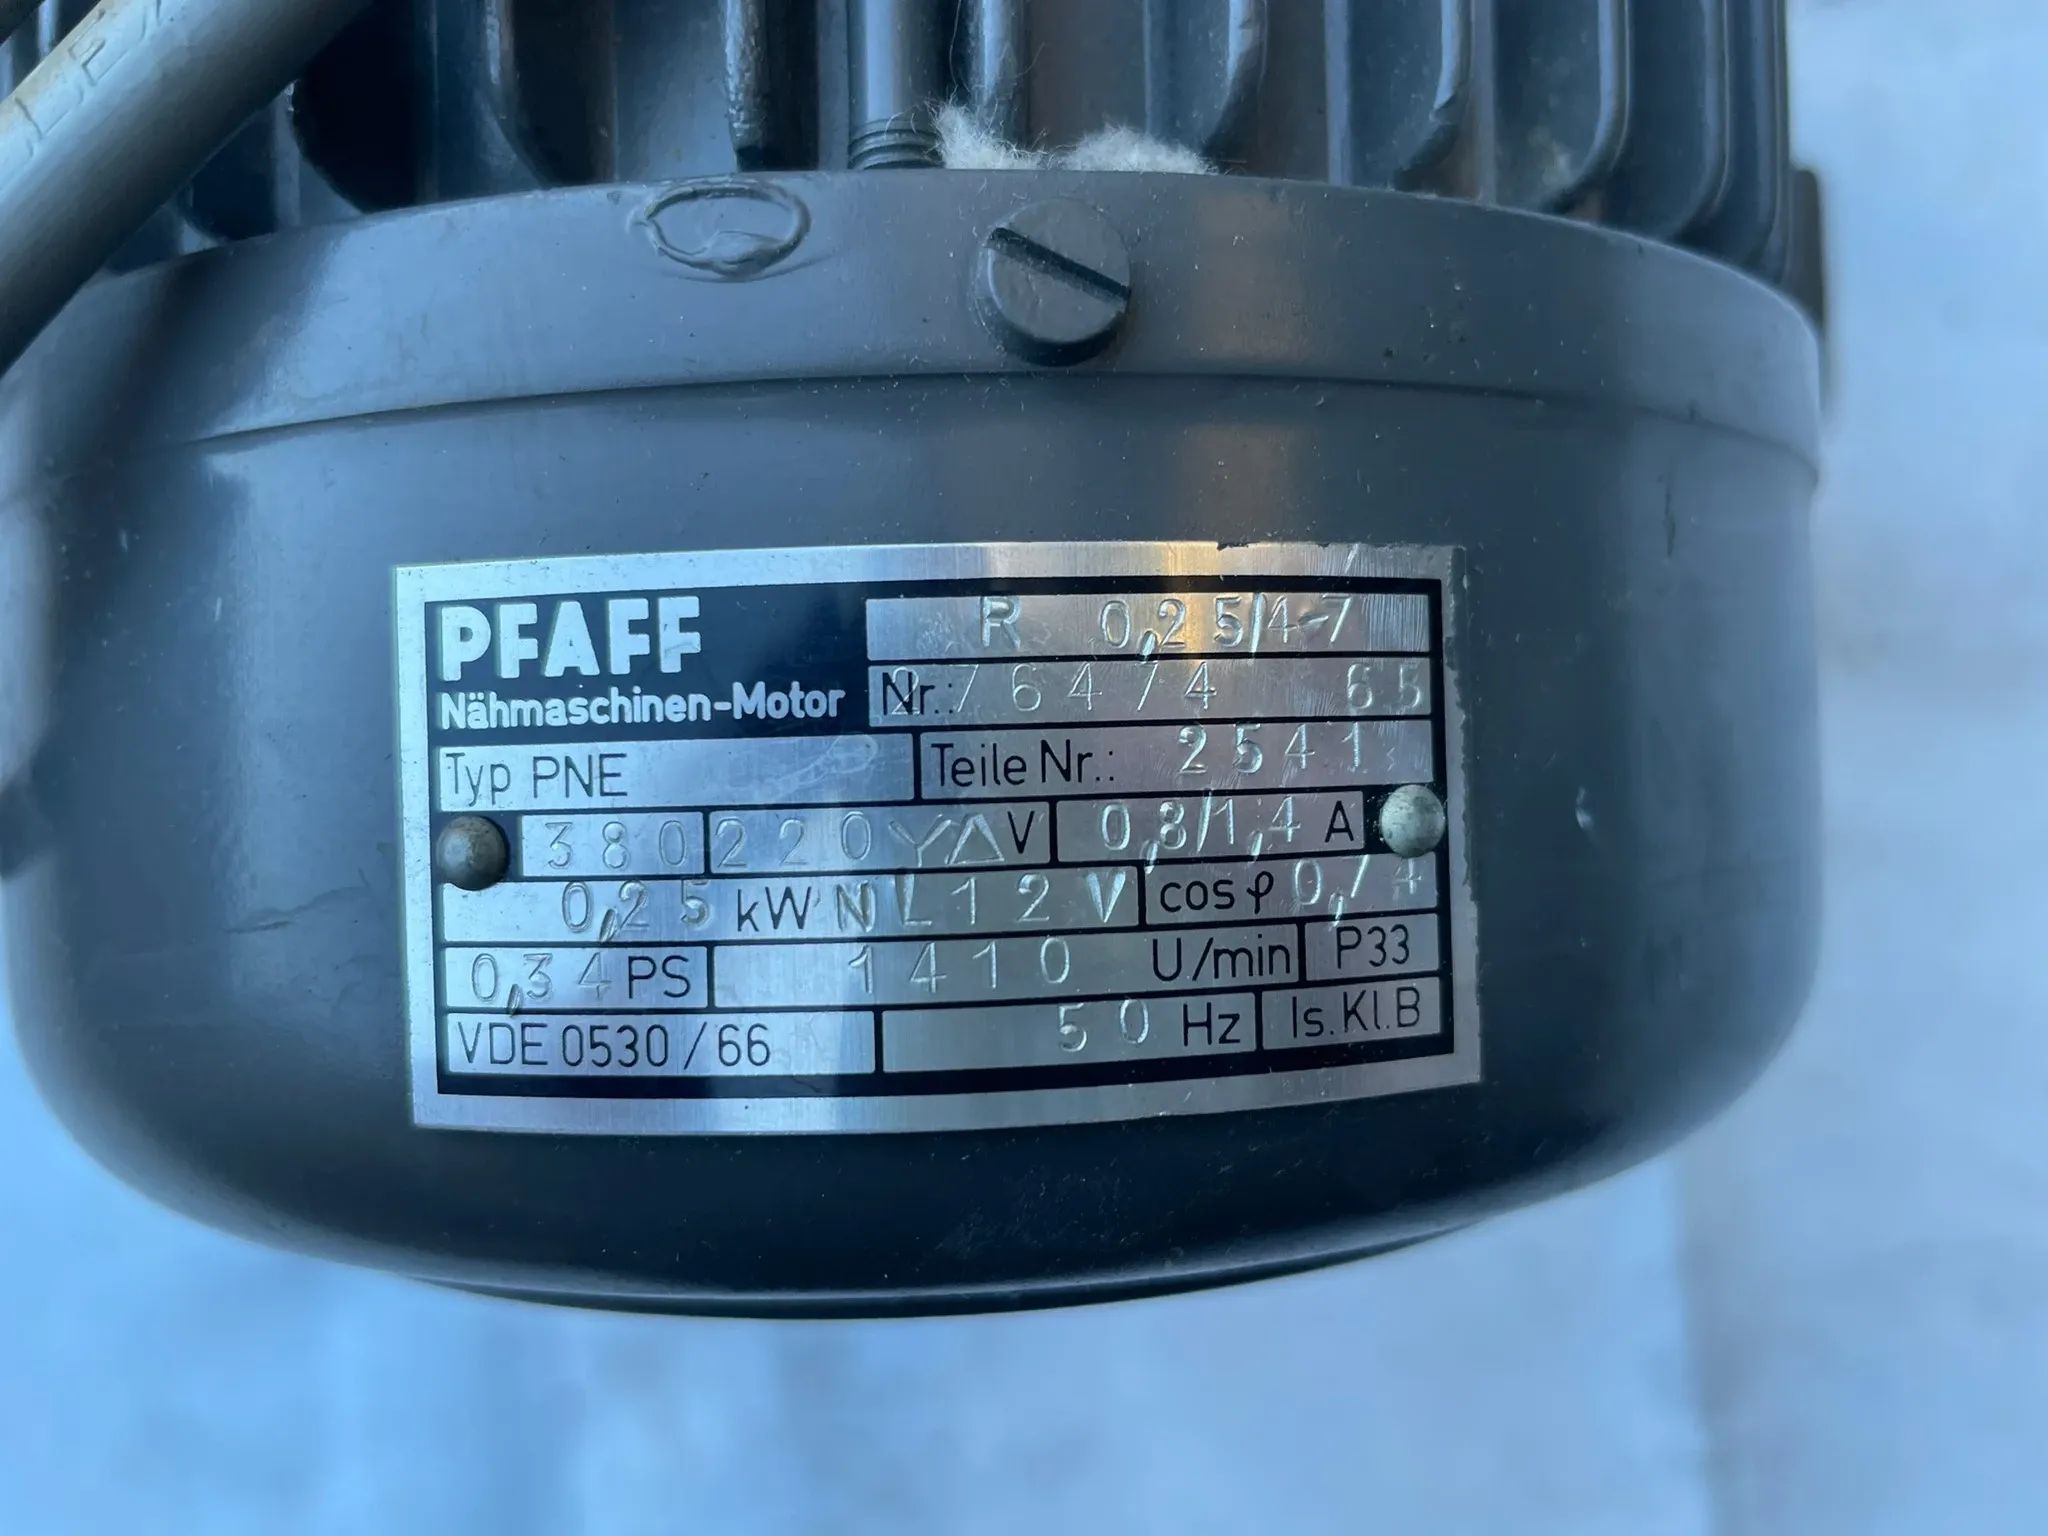 PFAFF
Nähmaschinen-Motor
R 0,25/4-7
Nr.: 276474 65
Typ PNE
Teile Nr.: 2541
380 220 Y△ V 0,8/1,4 A
0,25 kW NL12V cos φ 0,74
0,34 PS 1410 U/min P33
VDE 0530/66 50 Hz Is.Kl.B